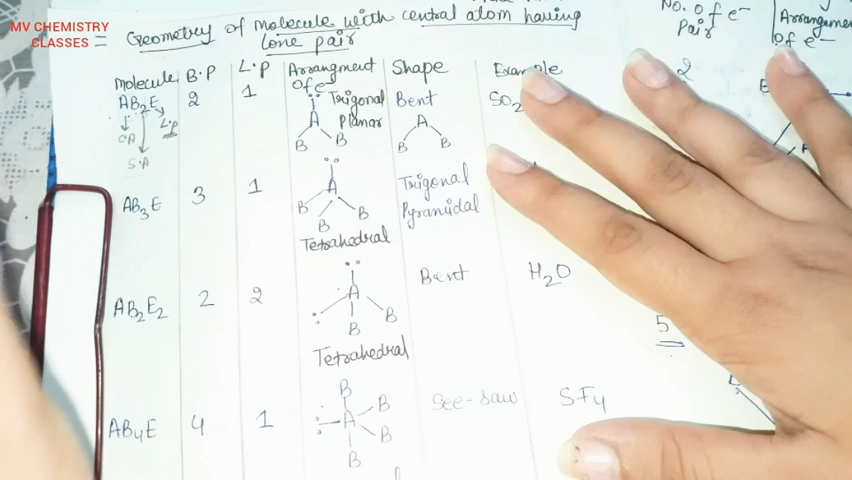 MV CHEMISTRY
CLASSES
= Geometry of molecule with central atom having
lone pair
No. of e-
Pair
Arrangement
Of e-
Molecule B.P L.P Arrangment Of e- Shape Example
AB2E 2 1 Trigonal Planar Bent SO2
A
B B
A
B B
L.P
C.A
S.A
2
AB3E 3 1 Trigonal
Pyramidal
A
B B
B
Tetrahedral
AB2E2 2 2 Bent H2O
A
B
B
Tetrahedral
5
AB4E 4 1 See-Saw SF4
B
A B
B
B